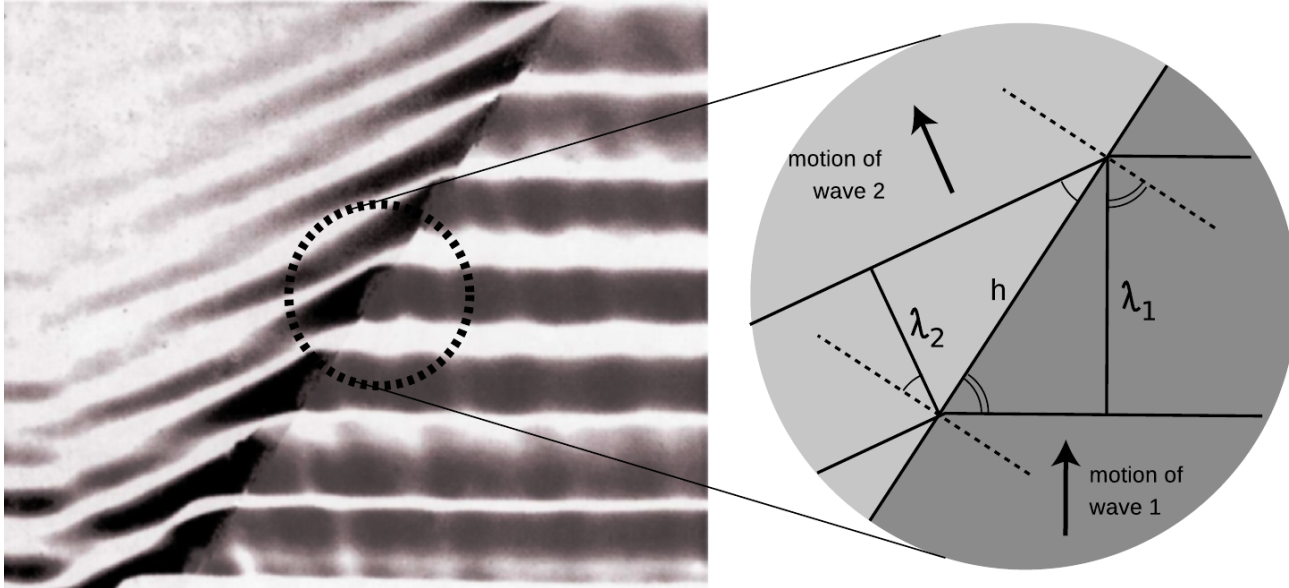 motion of
wave 2
h
λ₁
λ₂
motion of
wave 1